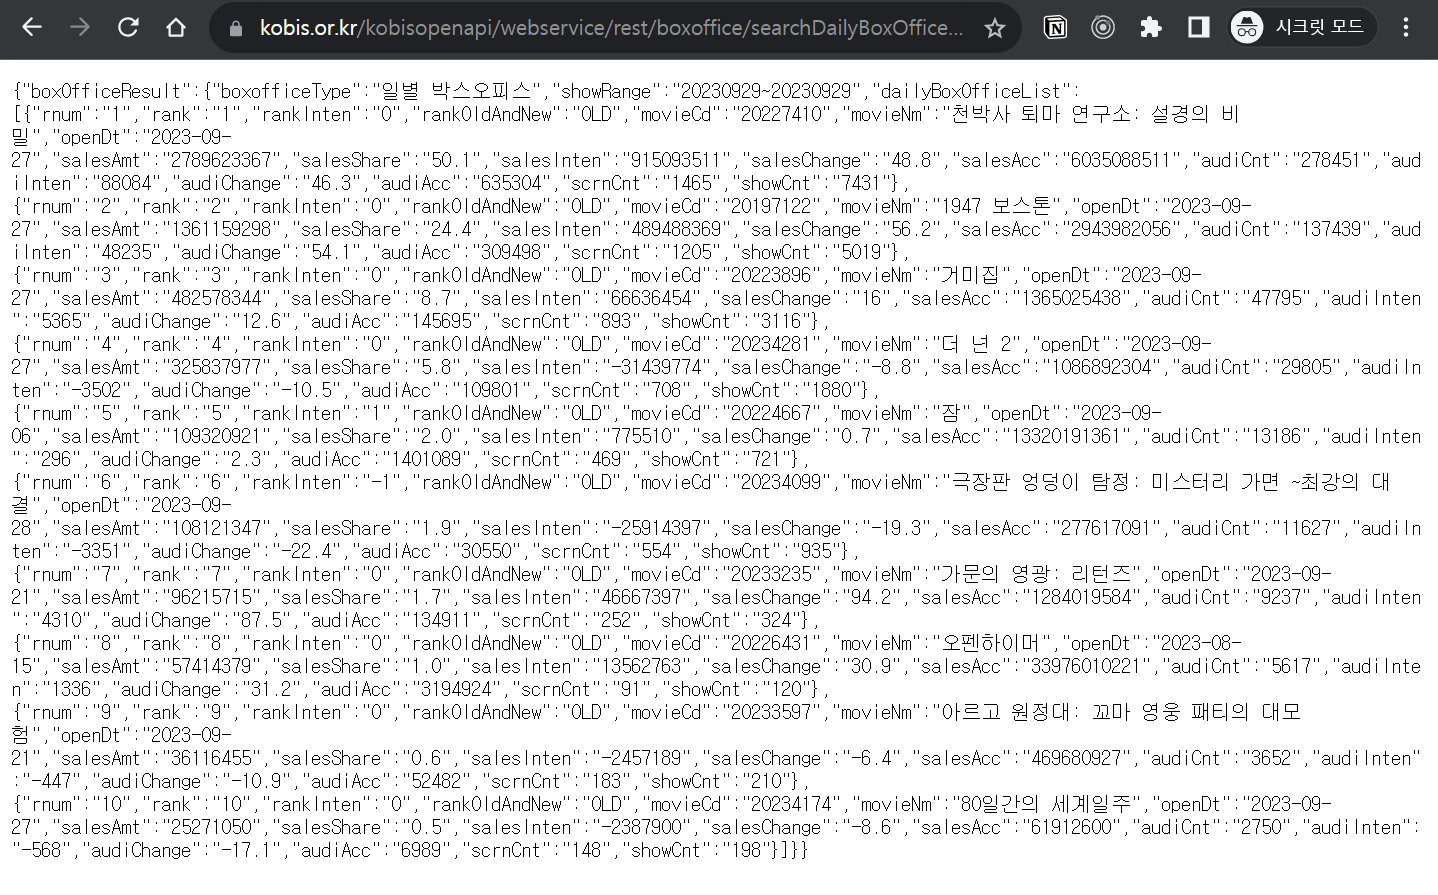 kobis.or.kr/kobisopenapi/webservice/rest/boxoffice/searchDailyBoxOffice...
시크릿 모드
{"boxOfficeResult":{"boxofficeType":"일별 박스오피스","showRange":"20230929~20230929","dailyBoxOfficeList":
[{"rnum":"1","rank":"1","rankInten":"0","rankOldAndNew":"OLD","movieCd":"20227410","movieNm":"천박사 퇴마 연구소: 설경의 비
밀","openDt":"2023-09-
27","salesAmt":"2789623367","salesShare":"50.1","salesInten":"915093511","salesChange":"48.8","salesAcc":"6035088511","audiCnt":"278451","aud
iInten":"88084","audiChange":"46.3","audiAcc":"635304","scrnCnt":"1465","showCnt":"7431"},
{"rnum":"2","rank":"2","rankInten":"0","rankOldAndNew":"OLD","movieCd":"20197122","movieNm":"1947 보스톤","openDt":"2023-09-
27","salesAmt":"1361159298","salesShare":"24.4","salesInten":"489488369","salesChange":"56.2","salesAcc":"2943982056","audiCnt":"137439","aud
iInten":"48235","audiChange":"54.1","audiAcc":"309498","scrnCnt":"1205","showCnt":"5019"},
{"rnum":"3","rank":"3","rankInten":"0","rankOldAndNew":"OLD","movieCd":"20223896","movieNm":"거미집","openDt":"2023-09-
27","salesAmt":"482578344","salesShare":"8.7","salesInten":"66636454","salesChange":"16","salesAcc":"1365025438","audiCnt":"47795","audiInten
":"5365","audiChange":"12.6","audiAcc":"145695","scrnCnt":"893","showCnt":"3116"},
{"rnum":"4","rank":"4","rankInten":"0","rankOldAndNew":"OLD","movieCd":"20234281","movieNm":"더 넌 2","openDt":"2023-09-
27","salesAmt":"325837977","salesShare":"5.8","salesInten":"-31439774","salesChange":"-8.8","salesAcc":"1086892304","audiCnt":"29805","audiIn
ten":"-3502","audiChange":"-10.5","audiAcc":"109801","scrnCnt":"708","showCnt":"1880"},
{"rnum":"5","rank":"5","rankInten":"1","rankOldAndNew":"OLD","movieCd":"20224667","movieNm":"잠","openDt":"2023-09-
06","salesAmt":"109320921","salesShare":"2.0","salesInten":"775510","salesChange":"0.7","salesAcc":"13320191361","audiCnt":"13186","audiInten
":"296","audiChange":"2.3","audiAcc":"1401089","scrnCnt":"469","showCnt":"721"},
{"rnum":"6","rank":"6","rankInten":"-1","rankOldAndNew":"OLD","movieCd":"20234099","movieNm":"극장판 엉덩이 탐정: 미스터리 가면 ~최강의 대
결","openDt":"2023-09-
28","salesAmt":"108121347","salesShare":"1.9","salesInten":"-25914397","salesChange":"-19.3","salesAcc":"277617091","audiCnt":"11627","audiIn
ten":"-3351","audiChange":"-22.4","audiAcc":"30550","scrnCnt":"554","showCnt":"935"},
{"rnum":"7","rank":"7","rankInten":"0","rankOldAndNew":"OLD","movieCd":"20233235","movieNm":"가문의 영광: 리턴즈","openDt":"2023-09-
21","salesAmt":"96215715","salesShare":"1.7","salesInten":"46667397","salesChange":"94.2","salesAcc":"1284019584","audiCnt":"9237","audiInten
":"4310","audiChange":"87.5","audiAcc":"134911","scrnCnt":"252","showCnt":"324"},
{"rnum":"8","rank":"8","rankInten":"0","rankOldAndNew":"OLD","movieCd":"20226431","movieNm":"오펜하이머","openDt":"2023-08-
15","salesAmt":"57414379","salesShare":"1.0","salesInten":"13562763","salesChange":"30.9","salesAcc":"33976010221","audiCnt":"5617","audiInte
n":"1336","audiChange":"31.2","audiAcc":"3194924","scrnCnt":"91","showCnt":"120"},
{"rnum":"9","rank":"9","rankInten":"0","rankOldAndNew":"OLD","movieCd":"20233597","movieNm":"아르고 원정대: 꼬마 영웅 패티의 대모
험","openDt":"2023-09-
21","salesAmt":"36116455","salesShare":"0.6","salesInten":"-2457189","salesChange":"-6.4","salesAcc":"469680927","audiCnt":"3652","audiInten"
:"-447","audiChange":"-10.9","audiAcc":"52482","scrnCnt":"183","showCnt":"210"},
{"rnum":"10","rank":"10","rankInten":"0","rankOldAndNew":"OLD","movieCd":"20234174","movieNm":"80일간의 세계일주","openDt":"2023-09-
27","salesAmt":"25271050","salesShare":"0.5","salesInten":"-2387900","salesChange":"-8.6","salesAcc":"61912600","audiCnt":"2750","audiInten":
"-568","audiChange":"-17.1","audiAcc":"6989","scrnCnt":"148","showCnt":"198"}]}}